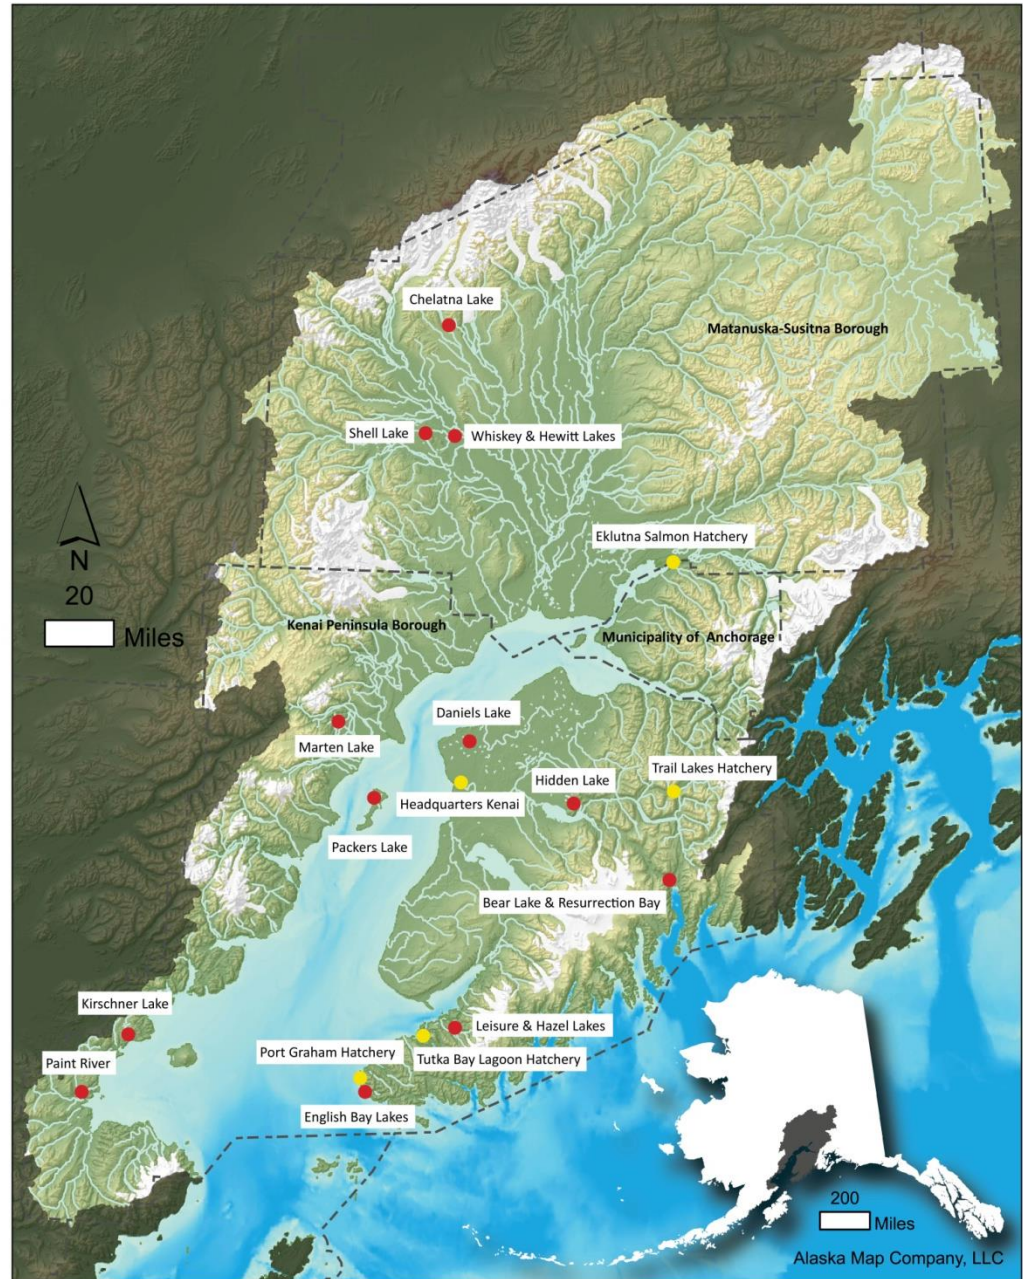 Chelatna Lake
Matanuska-Susitna Borough
Shell Lake
Whiskey & Hewitt Lakes
N
20
Miles
Eklutna Salmon Hatchery
Kenai Peninsula Borough
Municipality of Anchorage
Daniels Lake
Marten Lake
Trail Lakes Hatchery
Hidden Lake
Headquarters Kenai
Packers Lake
Bear Lake & Resurrection Bay
Kirschner Lake
Leisure & Hazel Lakes
Port Graham Hatchery
Tutka Bay Lagoon Hatchery
Paint River
English Bay Lakes
200
Miles
Alaska Map Company, LLC